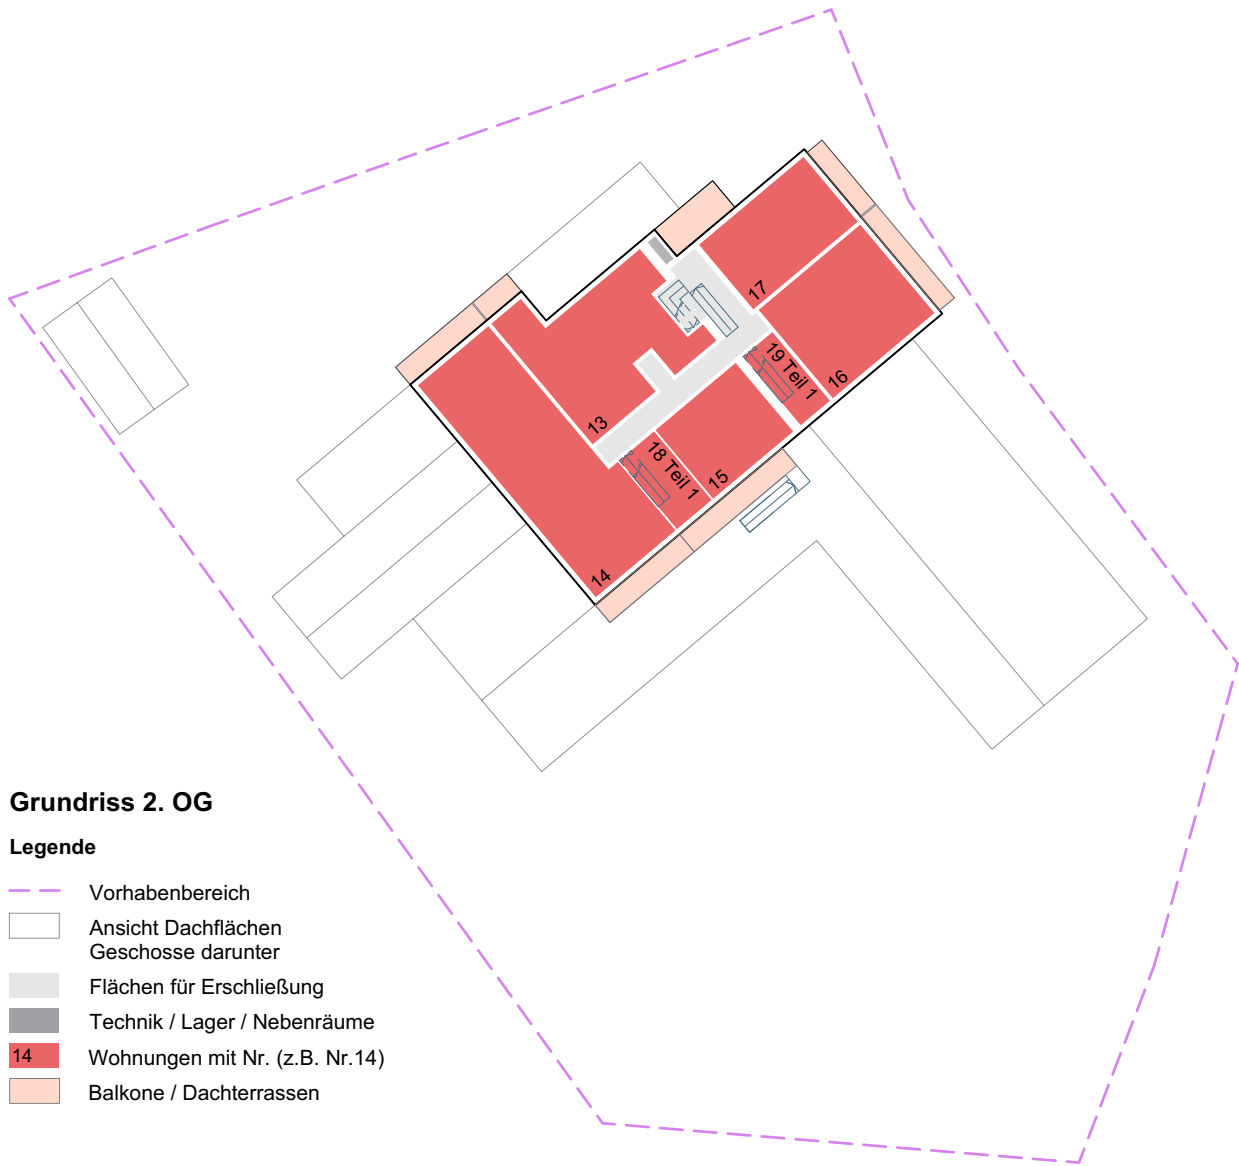 17
16
19 Teil 1
13
18 Teil 1
15
14
Grundriss 2. OG
Legende
Vorhabenbereich
Ansicht Dachflächen
Geschosse darunter
Flächen für Erschließung
Technik / Lager / Nebenräume
14 Wohnungen mit Nr. (z.B. Nr.14)
Balkone / Dachterrassen